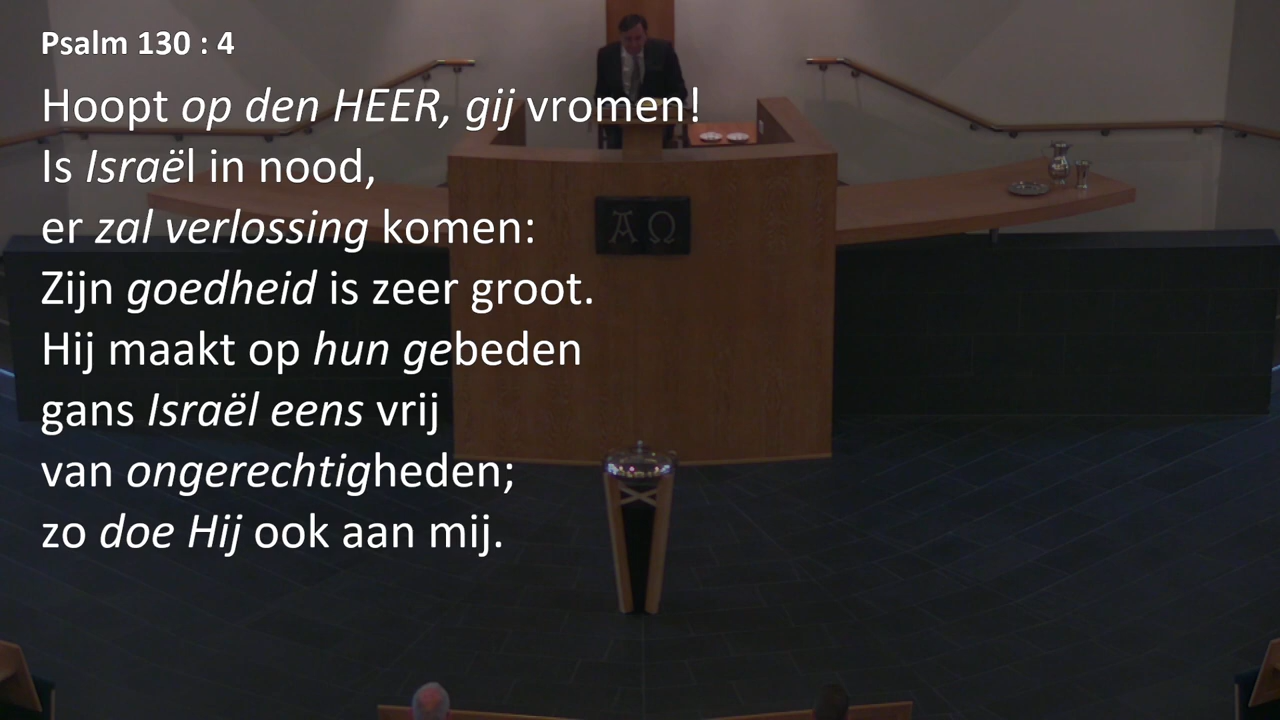 Psalm 130 : 4
Hoopt op den HEER, gij vromen!
Is Israël in nood,
er zal verlossing komen:
Zijn goedheid is zeer groot.
Hij maakt op hun gebeden
gans Israël eens vrij
van ongerechtigheden;
zo doe Hij ook aan mij.
Α Ω